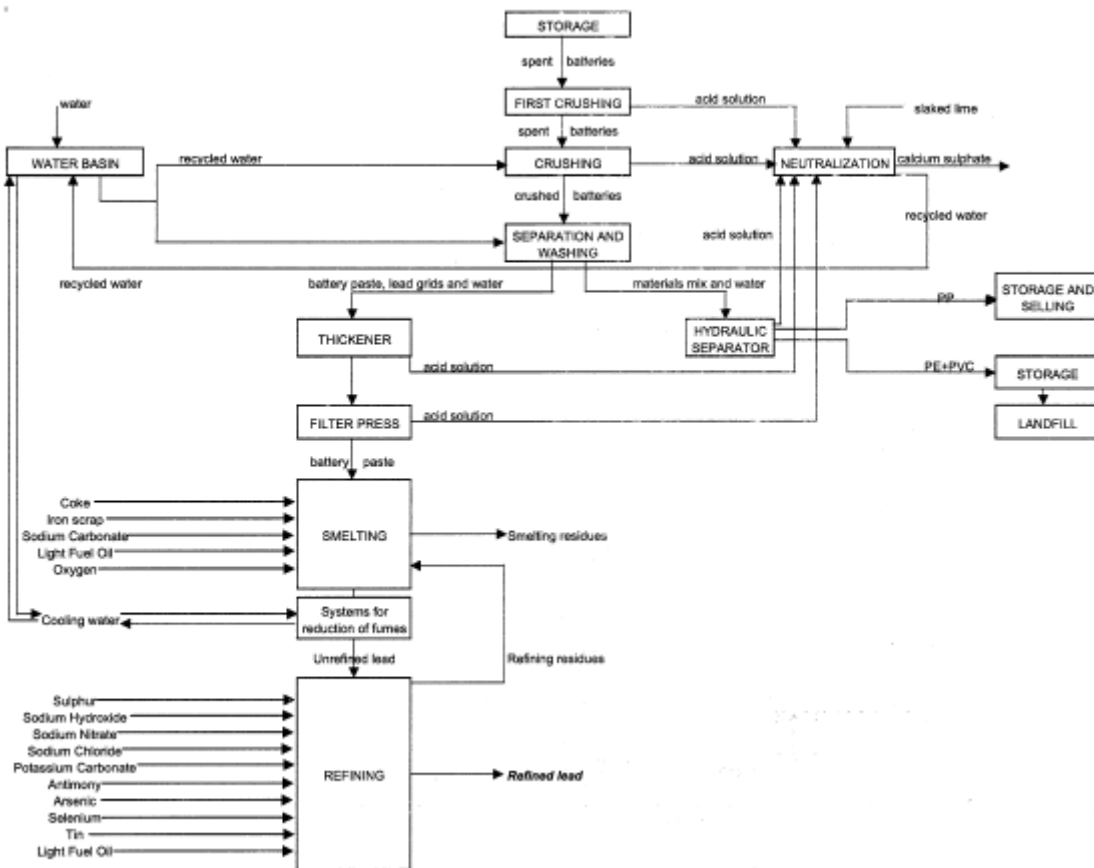 STORAGE
spent batteries
water
FIRST CRUSHING
acid solution
slaked lime
spent batteries
WATER BASIN
recycled water
CRUSHING
acid solution
NEUTRALIZATION
calcium sulphate
crushed batteries
recycled water
SEPARATION AND
WASHING
acid solution
recycled water
battery paste, lead grids and water
materials mix and water
PP
STORAGE AND
SELLING
THICKENER
HYDRAULIC
SEPARATOR
acid solution
PE+PVC
STORAGE
FILTER PRESS
acid solution
LANDFILL
battery paste
Coke
Iron scrap
Sodium Carbonate
Light Fuel Oil
Oxygen
SMELTING
Smelting residues
Cooling water
Systems for
reduction of fumes
Unrefined lead
Refining residues
Sulphur
Sodium Hydroxide
Sodium Nitrate
Sodium Chloride
Potassium Carbonate
Antimony
Arsenic
Selenium
Tin
Light Fuel Oil
REFINING
Refined lead